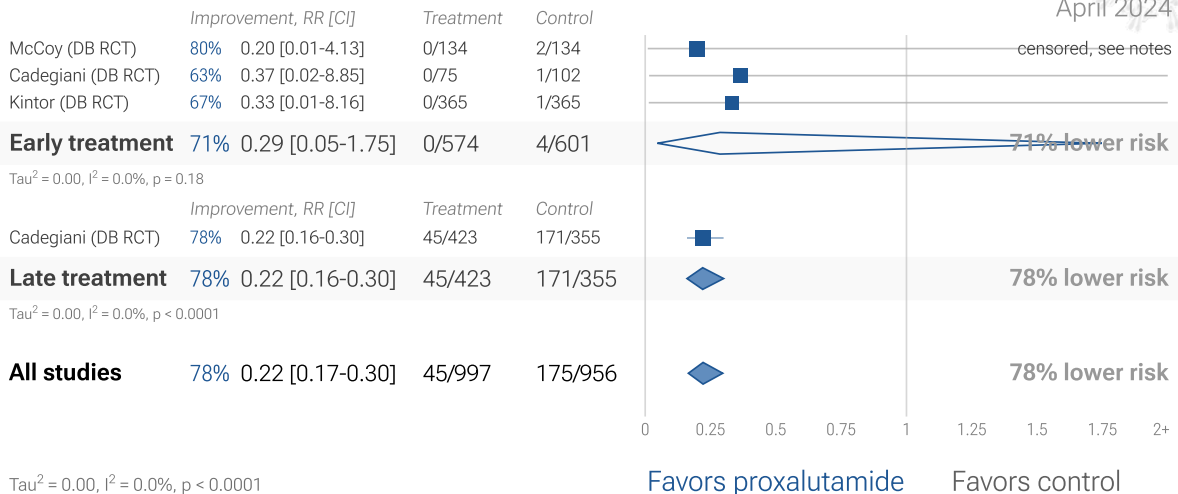 April 2024
Improvement, RR [CI] Treatment Control
McCoy (DB RCT) 80% 0.20 [0.01-4.13] 0/134 2/134 censored, see notes
Cadegiani (DB RCT) 63% 0.37 [0.02-8.85] 0/75 1/102
Kintor (DB RCT) 67% 0.33 [0.01-8.16] 0/365 1/365
Early treatment 71% 0.29 [0.05-1.75] 0/574 4/601 71% lower risk
Tau² = 0.00, I² = 0.0%, p = 0.18
Improvement, RR [CI] Treatment Control
Cadegiani (DB RCT) 78% 0.22 [0.16-0.30] 45/423 171/355
Late treatment 78% 0.22 [0.16-0.30] 45/423 171/355 78% lower risk
Tau² = 0.00, I² = 0.0%, p < 0.0001
All studies 78% 0.22 [0.17-0.30] 45/997 175/956 78% lower risk
0 0.25 0.5 0.75 1 1.25 1.5 1.75 2+
Tau² = 0.00, I² = 0.0%, p < 0.0001 Favors proxalutamide Favors control